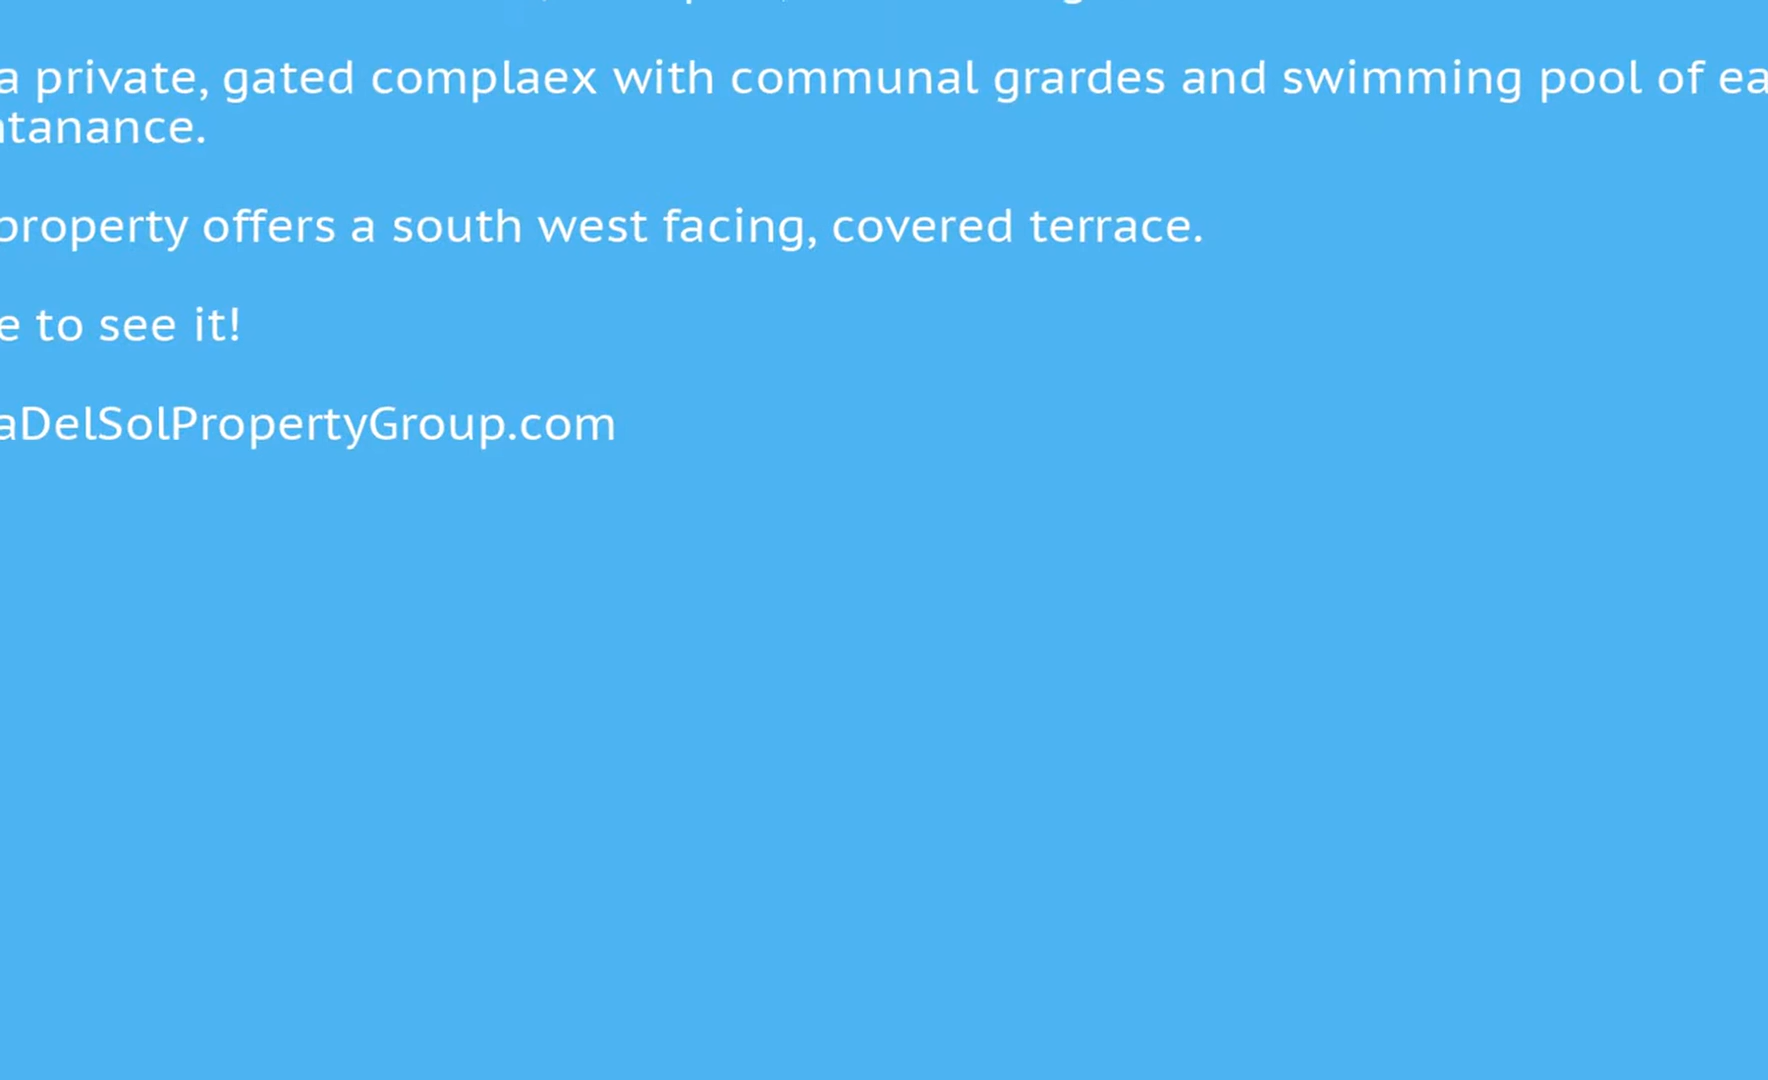 a private, gated complaex with communal grardes and swimming pool of ea
ntanance.
property offers a south west facing, covered terrace.
e to see it!
aDelSolPropertyGroup.com